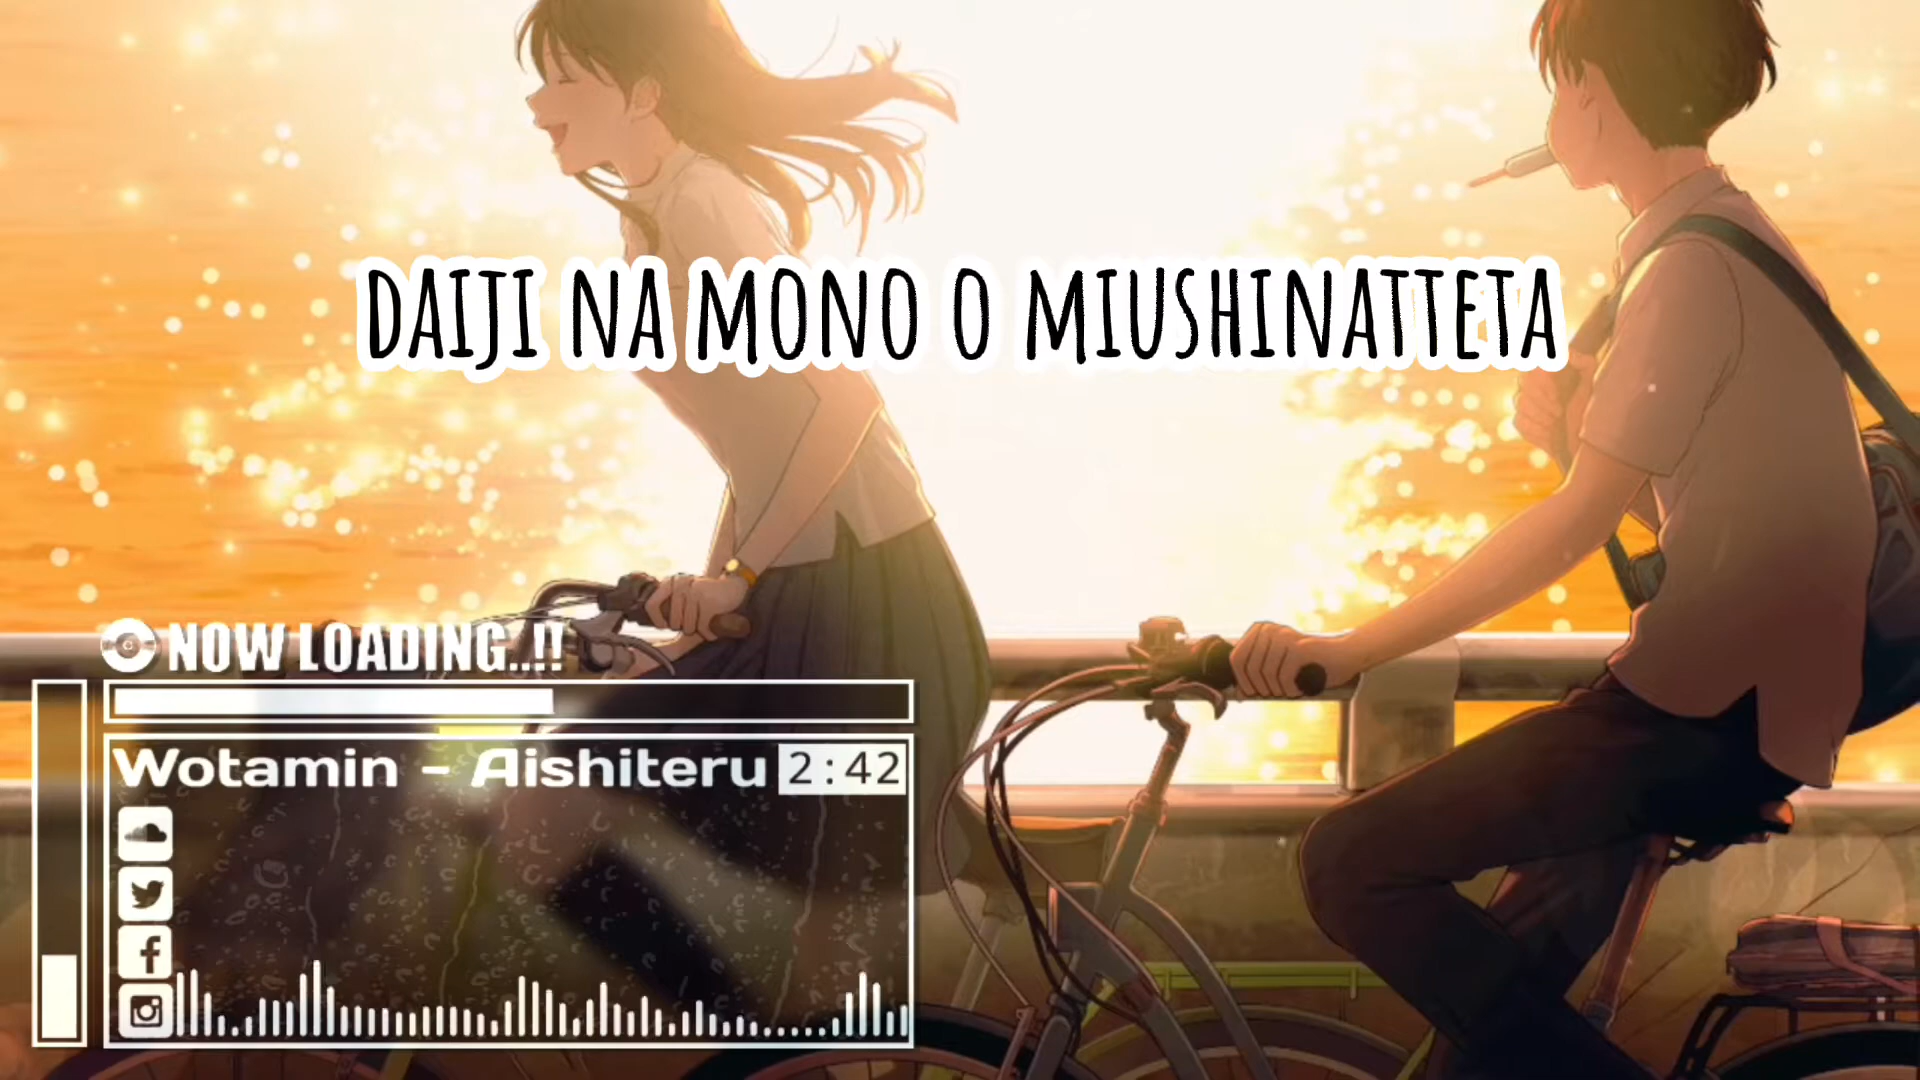 DAIJI NA MONO O MIUSHINATTETA
NOW LOADING..!!
Wotamin - Aishiteru 2:42